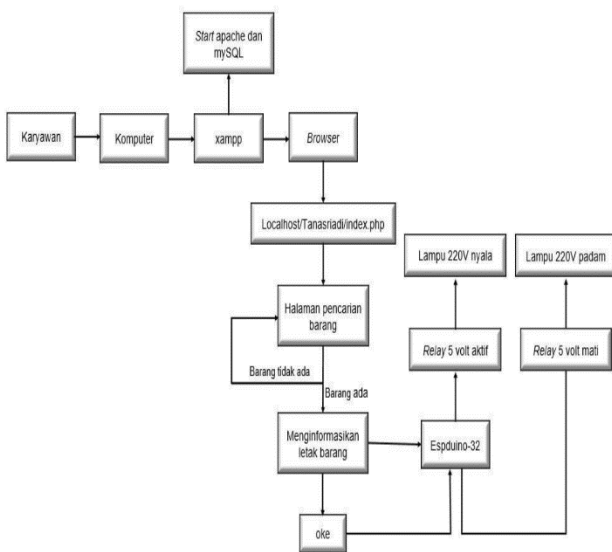 Start apache dan
mySQL
Karyawan
Komputer
xampp
Browser
Localhost/Tanasriadi/index.php
Lampu 220V nyala
Lampu 220V padam
Halaman pencarian
barang
Relay 5 volt aktif
Relay 5 volt mati
Barang tidak ada
Barang ada
Menginformasikan
letak barang
Espduino-32
oke